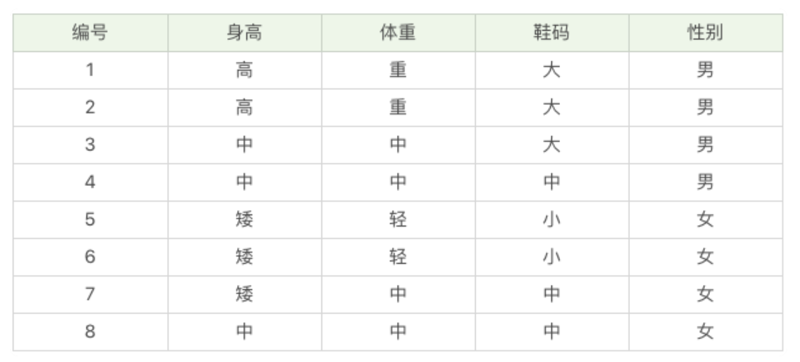 编号 身高 体重 鞋码 性别
1 高 重 大 男
2 高 重 大 男
3 中 中 大 男
4 中 中 中 男
5 矮 轻 小 女
6 矮 轻 小 女
7 矮 中 中 女
8 中 中 中 女